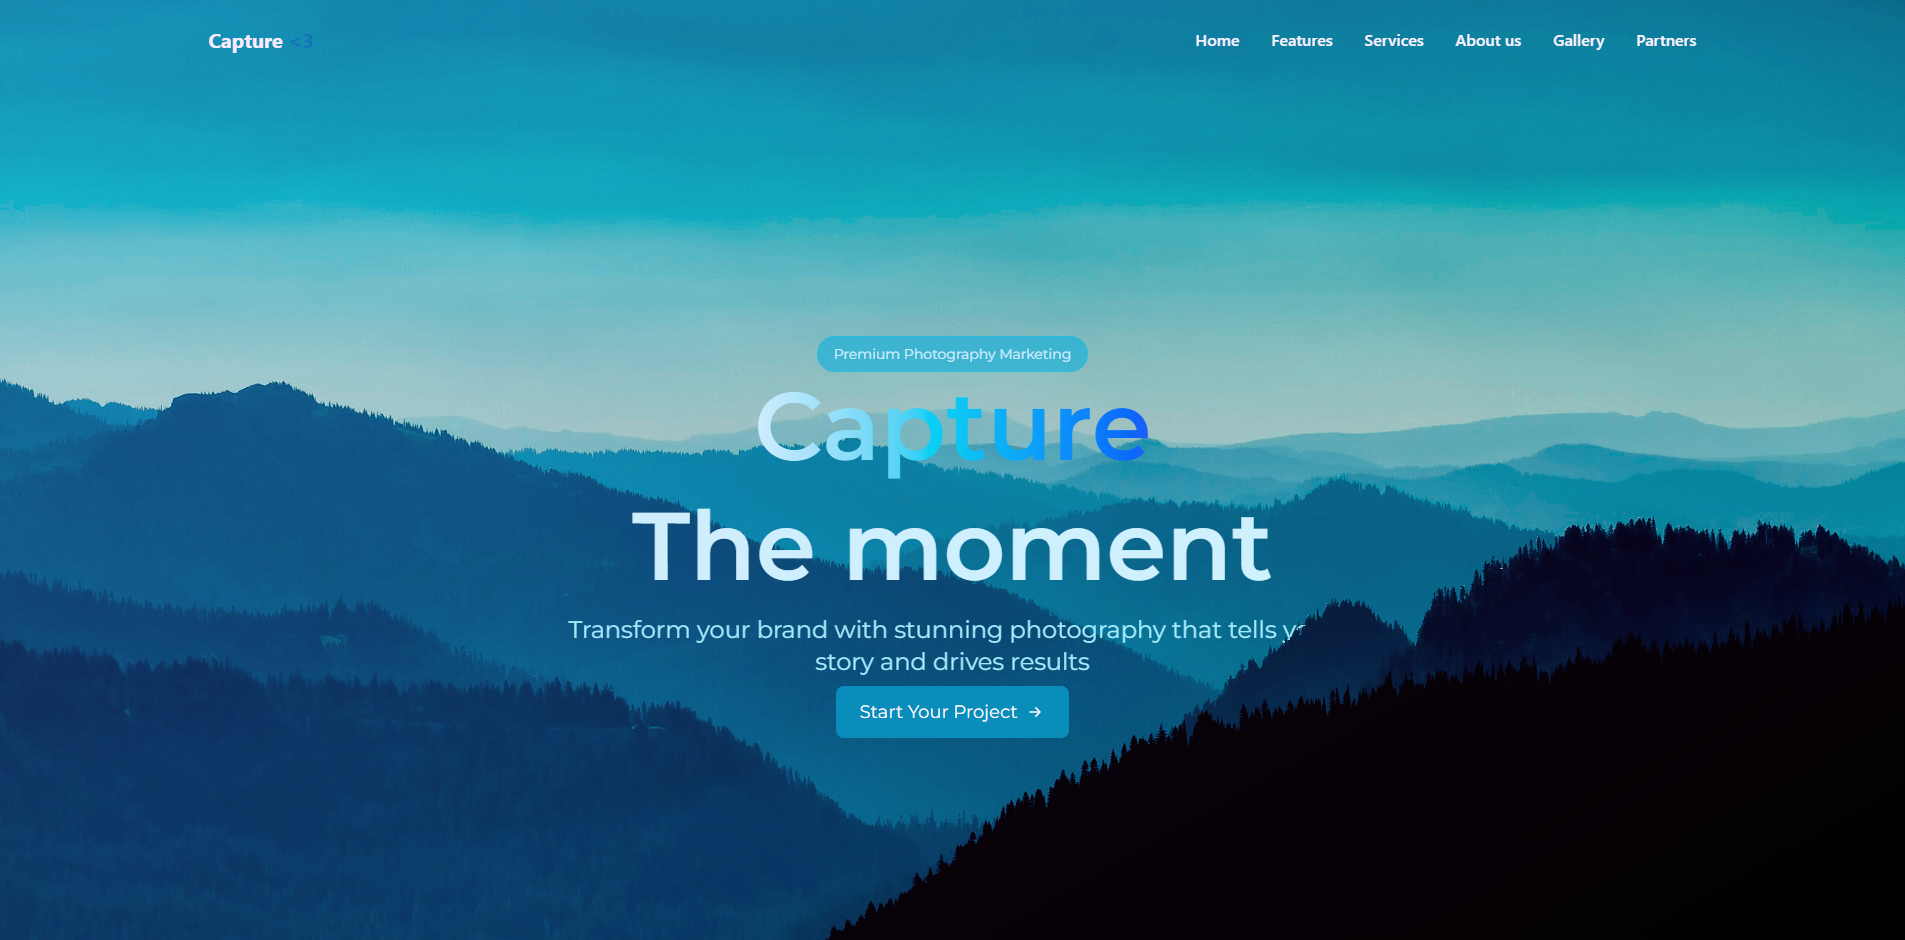 Capture <3
Home Features Services About us Gallery Partners
Premium Photography Marketing
Capture
The moment
Transform your brand with stunning photography that tells
story and drives results
Start Your Project →